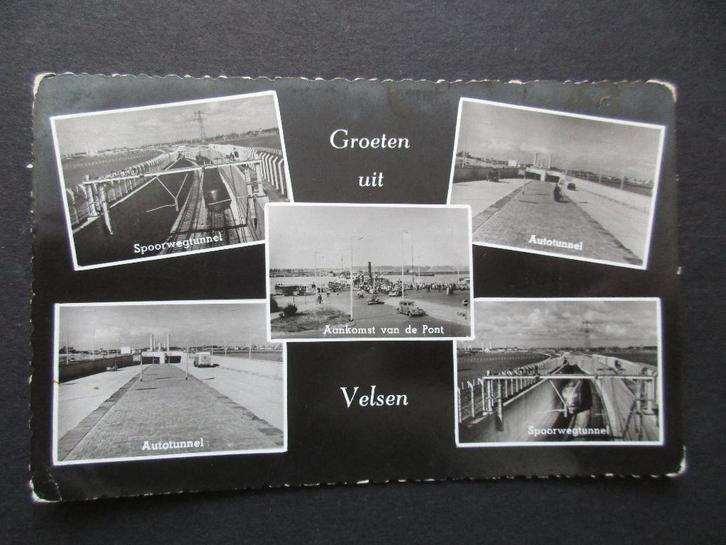 Groeten
uit
Spoorwegtunnel
Autotunnel
Aankomst van de Pont
Velsen
Autotunnel
Spoorwegtunnel